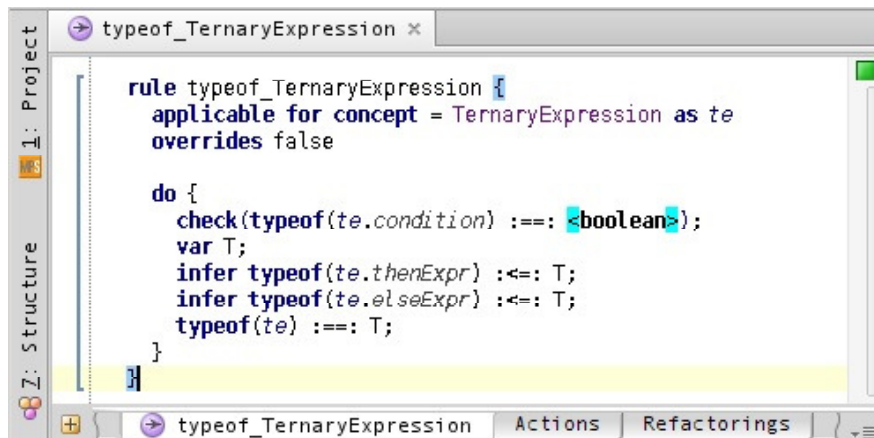 typeof_TernaryExpression ×
1: Project
MPS
7: Structure
rule typeof_TernaryExpression {
applicable for concept = TernaryExpression as te
overrides false
do {
check(typeof(te.condition) :==: <boolean>);
var T;
infer typeof(te.thenExpr) :<=: T;
infer typeof(te.elseExpr) :<=: T;
typeof(te) :==: T;
}
}
typeof_TernaryExpression Actions Refactorings